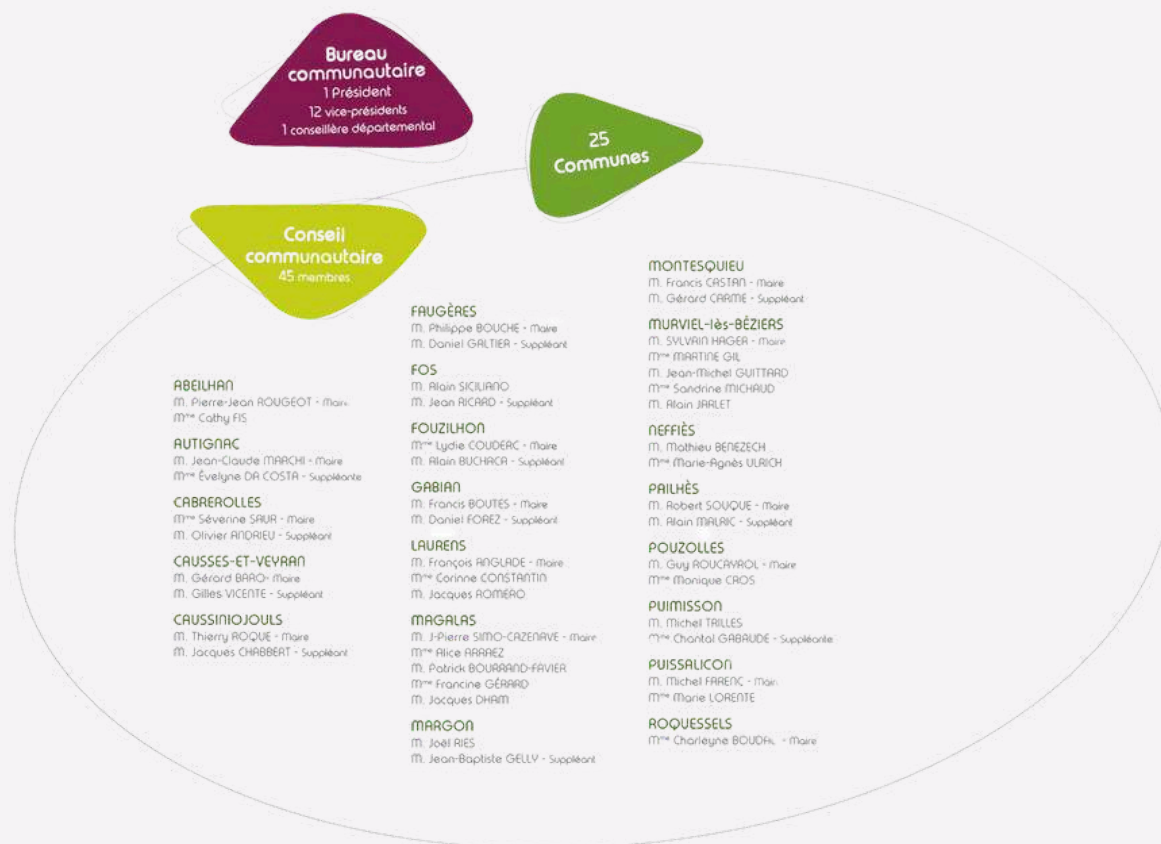 Bureau
communautaire
1 Président
12 vice-présidents
1 conseillère départemental
25
Communes
Conseil
communautaire
45 membres
ABEILHAN
M. Pierre-Jean ROUGEOT - Maire
Mme Cathy FIS
AUTIGNAC
M. Jean-Claude MARCHI - Maire
Mme Évelyne DA COSTA - Suppléante
CABREROLLES
Mme Séverine SAUR - Maire
M. Olivier ANDRIEU - Suppléant
CAUSSES-ET-VEYRAN
M. Gérard BARO- Maire
M. Gilles VICENTE - Suppléant
CAUSSINIOJOULS
M. Thierry ROQUE - Maire
M. Jacques CHABBERT - Suppléant
FAUGÈRES
M. Philippe BOUCHE - Maire
M. Daniel GALTIER - Suppléant
FOS
M. Alain SICILIANO
M. Jean RICARD - Suppléant
FOUZILHON
Mme Lydie COUDERC - Maire
M. Alain BUCHACA - Suppléant
GABIAN
M. Francis BOUTES - Maire
M. Daniel FOREZ - Suppléant
LAURENS
M. François ANGLADE - Maire
Mme Corinne CONSTANTIN
M. Jacques ROMERO
MAGALAS
M. J-Pierre SIMO-CAZENAVE - Maire
Mme Alice ARRAEZ
M. Patrick BOURRAND-FAVIER
Mme Francine GÉRARD
M. Jacques DHAM
MARGON
M. Joël RIES
M. Jean-Baptiste GELLY - Suppléant
MONTESQUIEU
M. Francis CASTAN - Maire
M. Gérard CARME - Suppléant
MURVIEL-lès-BÉZIERS
M. SYLVAIN HAGER - Maire
Mme MARTINE GIL
M. Jean-Michel GUITTARD
Mme Sandrine MICHAUD
M. Alain JARLET
NEFFIÈS
M. Mathieu BENEZECH
Mme Marie-Agnès ULRICH
PAILHÈS
M. Robert SOUQUE - Maire
M. Alain MALRIC - Suppléant
POUZOLLES
M. Guy ROUCAYROL - Maire
Mme Monique CROS
PUIMISSON
M. Michel TRILLES
Mme Chantal GABAUDE - Suppléante
PUISSALICON
M. Michel FARENC - Maire
Mme Marie LORENTE
ROQUESSELS
Mme Charleyne - Maire